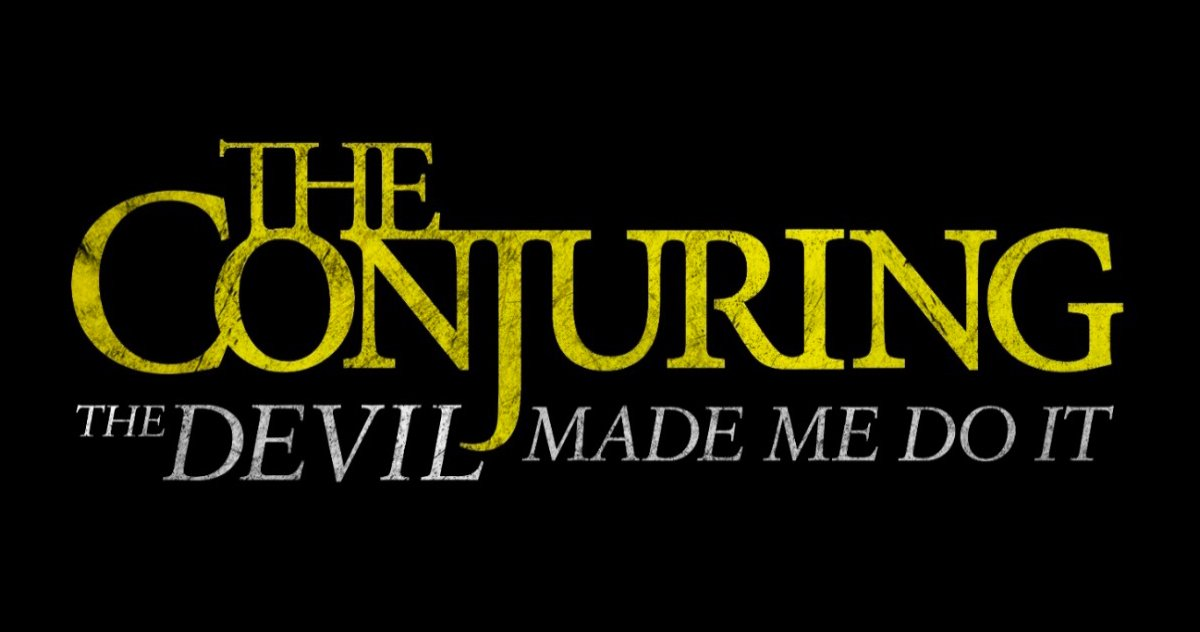 THE
CONJURING
THE DEVIL MADE ME DO IT